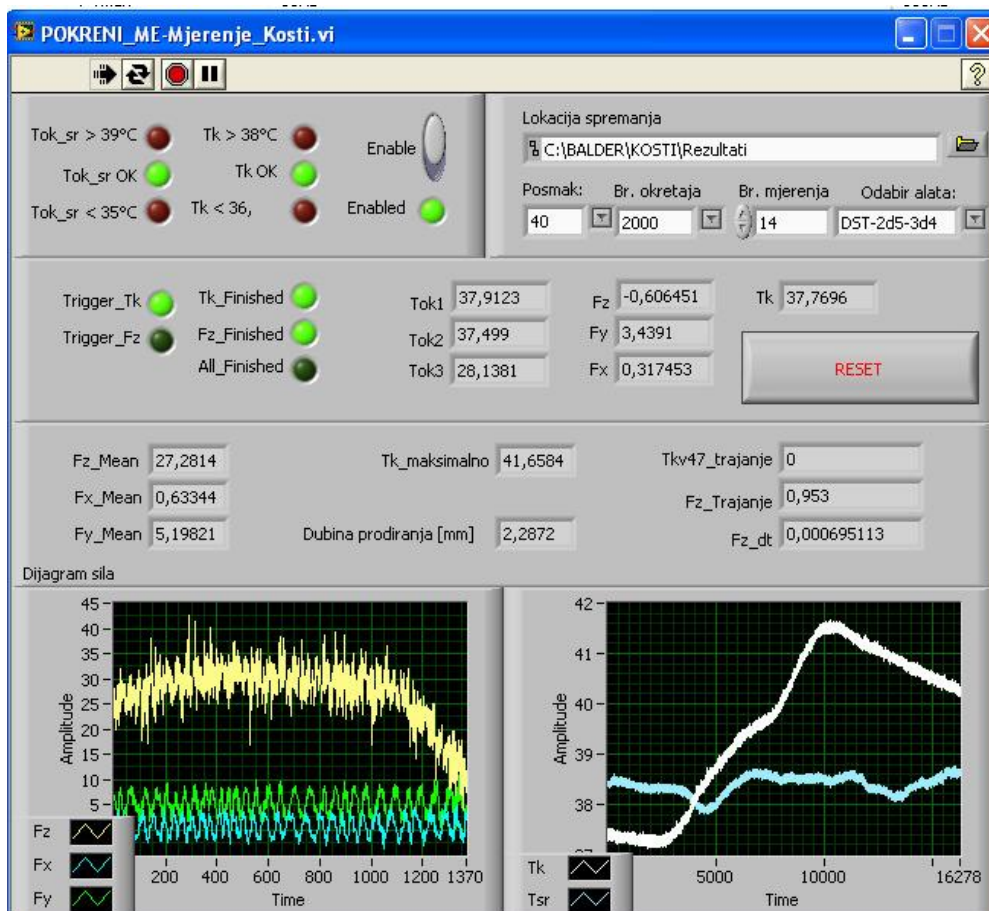 POKRENI_ME-Mjerenje_Kosti.vi
Tok_sr > 39°C
Tk > 38°C
Enable
Tok_sr OK
Tk OK
Tok_sr < 35°C
Tk < 36,
Enabled
Lokacija spremanja
C:\BALDER\KOSTI\Rezultati
Posmak: Br. okretaja Br. mjerenja Odabir alata:
40 2000 14 DST-2d5-3d4
Trigger_Tk Tk_Finished
Trigger_Fz Fz_Finished
All_Finished
Tok1 37,9123 Fz -0,606451 Tk 37,7696
Tok2 37,499 Fy 3,4391
Tok3 28,1381 Fx 0,317453
RESET
Fz_Mean 27,2814 Tk_maksimalno 41,6584 Tkv47_trajanje 0
Fx_Mean 0,63344 Fz_Trajanje 0,953
Fy_Mean 5,19821 Dubina prodiranja [mm] 2,2872 Fz_dt 0,000695113
Dijagram sila
45
40
35
30
25
20
15
10
5
Amplitude
200 400 600 800 1000 1200 1370
Time
Fz
Fx
Fy
42
41
40
39
38
Amplitude
5000 10000 16278
Time
Tk
Tsr